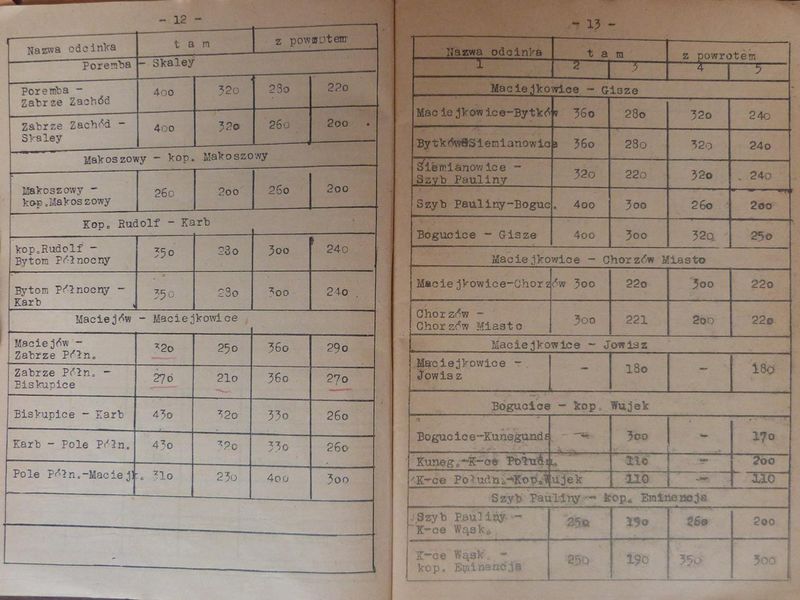 - 12 -
Nazwa odcinka t a m z powrotem
Poremba - Skaley
Poremba -
Zabrze Zachód 400 320 280 220
Zabrze Zachód -
Skaley 400 320 260 200
Makoszowy - kop. Makoszowy
Makoszowy -
kop.Makoszowy 260 200 260 200
Kop. Rudolf - Karb
kop.Rudolf -
Bytom Północny 350 280 300 240
Bytom Północny -
Karb 350 280 300 240
Maciejów - Maciejkowice
Maciejów -
Zabrze Półn. 320 250 360 290
Zabrze Półn. -
Biskupice 270 210 360 270
Biskupice - Karb 430 320 330 260
Karb - Pole Półn. 430 320 330 260
Pole Półn.-Maciejk. 310 230 400 300
- 13 -
Nazwa odcinka t a m z powrotem
1 2 3 4 5
Maciejkowice - Gisze
Maciejkowice-Bytków 360 280 320 240
Bytków-Siemianowice 360 280 320 240
Siemianowice -
Szyb Pauliny 320 220 320 240
Szyb Pauliny-Boguc. 400 300 260 200
Bogucice - Gisze 400 300 320 250
Maciejkowice - Chorzów Miasto
Maciejkowice-Chorzów 300 220 300 220
Chorzów -
Chorzów Miasto 300 221 200 220
Maciejkowice - Jowisz
Maciejkowice -
Jowisz - 180 - 180
Bogucice - kop. Wujek
Bogucice-Kunegunda - 300 - 170
Kuneg.-K-ce Połudn. 110 - 200
K-ce Połudn.-Kop.Wujek 110 - 110
Szyb Pauliny - kop. Eminencja
Szyb Pauliny -
K-ce Wąsk. 250 190 260 200
K-ce Wąsk. -
kop. Eminencja 250 190 350 300